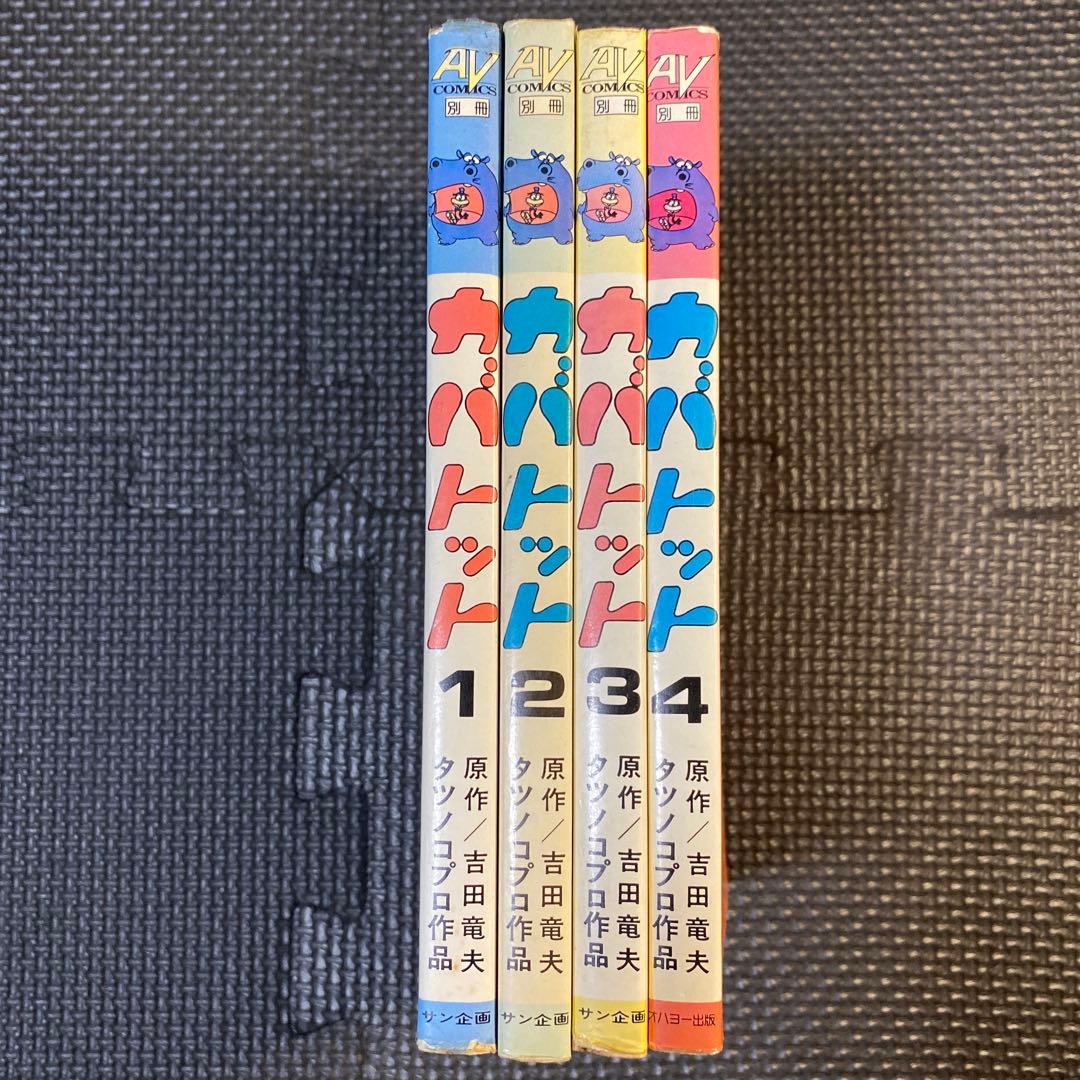 AV
COMICS
別冊
カバトット
1
原作/吉田竜夫
タツノコプロ作品
サン企画
AV
COMICS
別冊
カバトット
2
原作/吉田竜夫
タツノコプロ作品
サン企画
AV
COMICS
別冊
カバトット
3
原作/吉田竜夫
タツノコプロ作品
サン企画
AV
COMICS
別冊
カバトット
4
原作/吉田竜夫
タツノコプロ作品
オハヨー出版